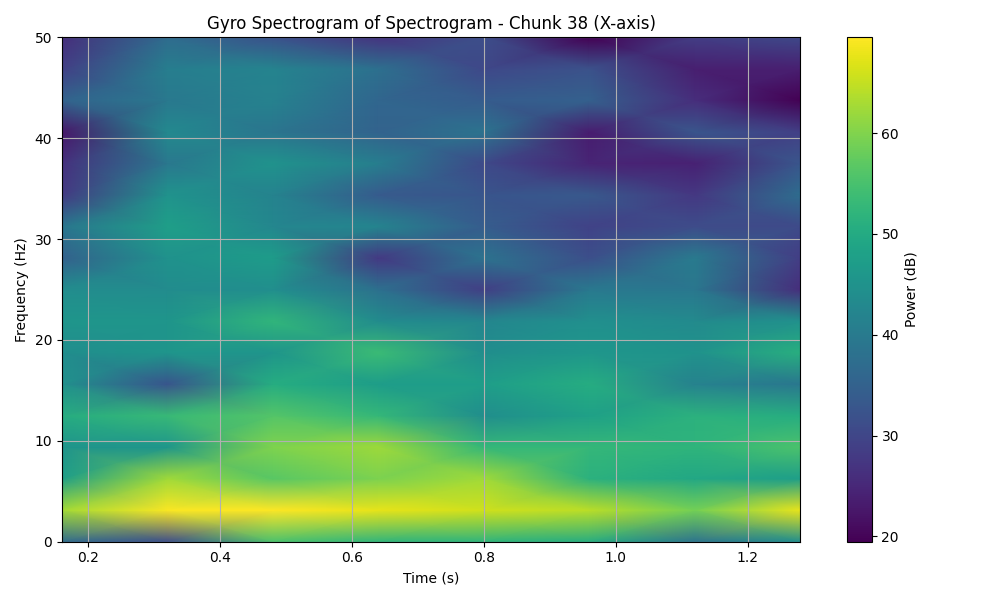 Gyro Spectrogram of Spectrogram - Chunk 38 (X-axis)
50
40
30
20
10
0
Frequency (Hz)
0.2 0.4 0.6 0.8 1.0 1.2
Time (s)
60
50
40
30
20
Power (dB)